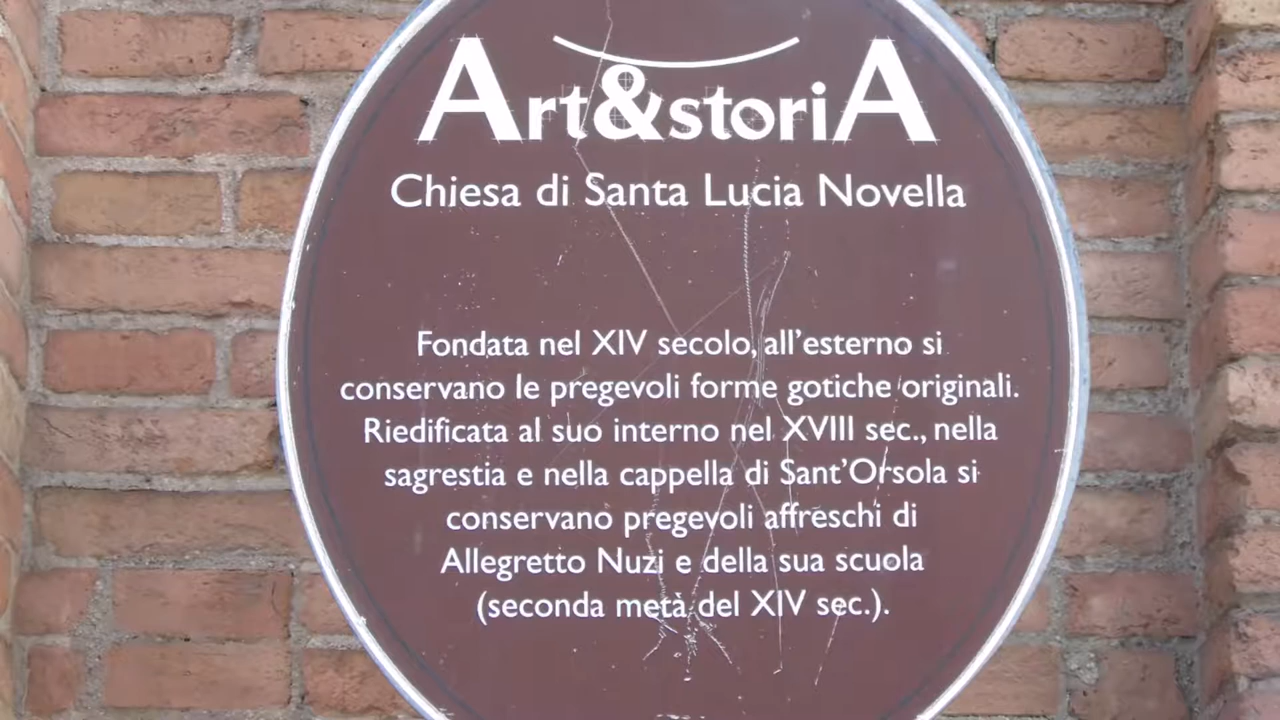 Art&storiA
Chiesa di Santa Lucia Novella
Fondata nel XIV secolo, all'esterno si
conservano le pregevoli forme gotiche originali.
Riedificata al suo interno nel XVIII sec., nella
sagrestia e nella cappella di Sant'Orsola si
conservano pregevoli affreschi di
Allegretto Nuzi e della sua scuola
(seconda metà del XIV sec.).